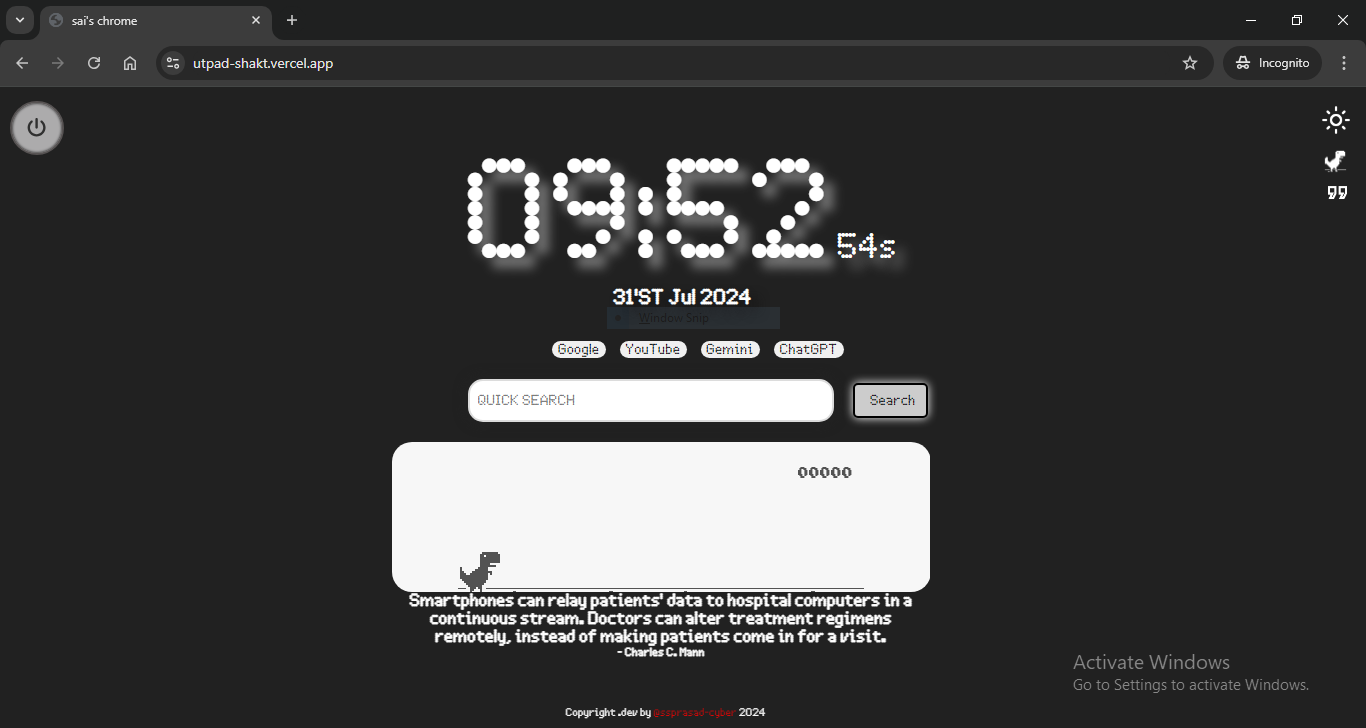 sai's chrome
utpad-shakt.vercel.app
Incognito
09:52
54s
31'ST Jul 2024
Window Snip
Google YouTube Gemini ChatGPT
QUICK SEARCH
Search
00000
Smartphones can relay patients' data to hospital computers in a
continuous stream. Doctors can alter treatment regimens
remotely, instead of making patients come in for a visit.
- Charles C. Mann
Activate Windows
Go to Settings to activate Windows.
Copyright .dev by @ssprasad-cyber 2024